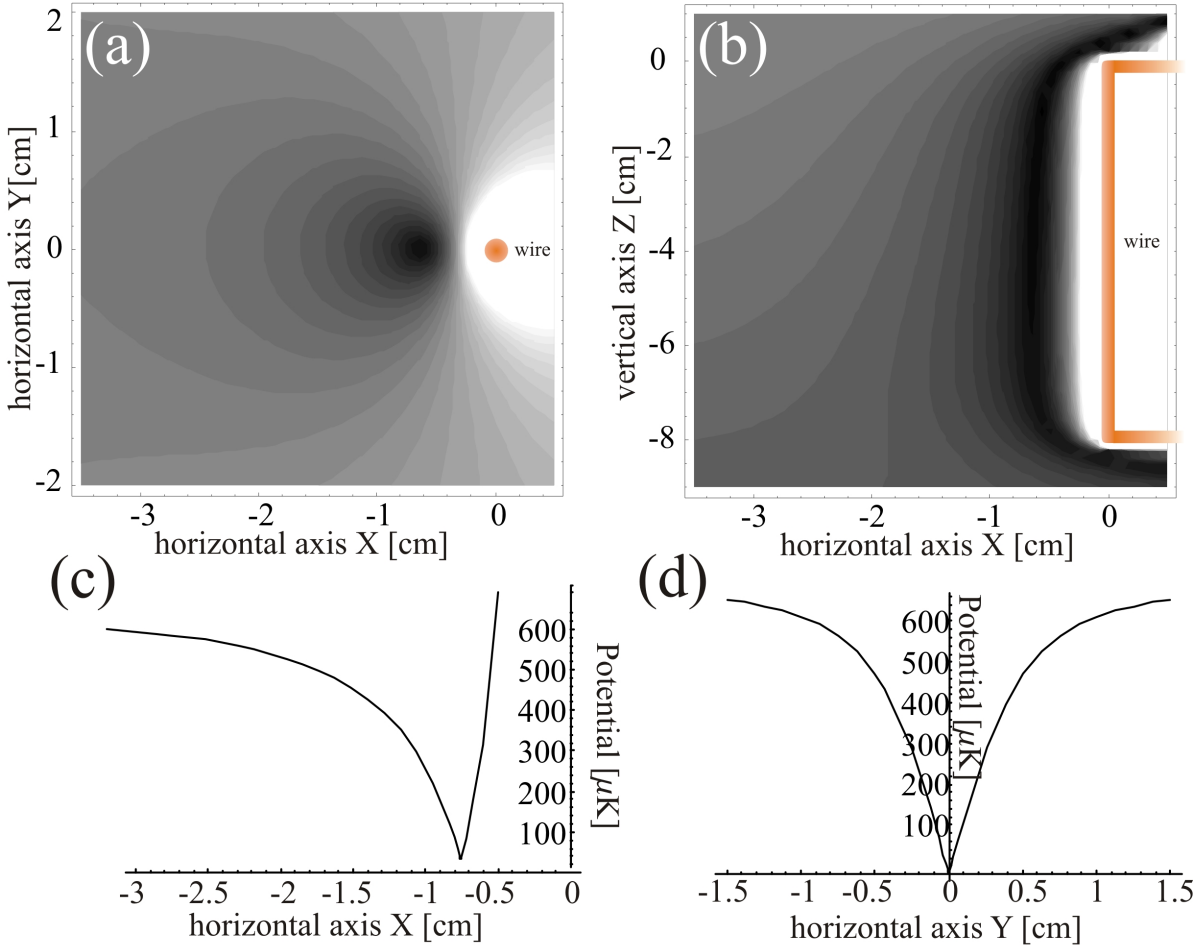 (a)
2
1
0
-1
-2
horizontal axis Y[cm]
wire
-3 -2 -1 0
horizontal axis X [cm]
(b)
0
-2
-4
-6
-8
vertical axis Z [cm]
wire
-3 -2 -1 0
horizontal axis X [cm]
(c)
600
500
400
300
200
100
Potential [μK]
-3 -2.5 -2 -1.5 -1 -0.5 0
horizontal axis X [cm]
(d)
600
500
400
300
200
100
Potential [μK]
-1.5 -1 -0.5 0 0.5 1 1.5
horizontal axis Y [cm]